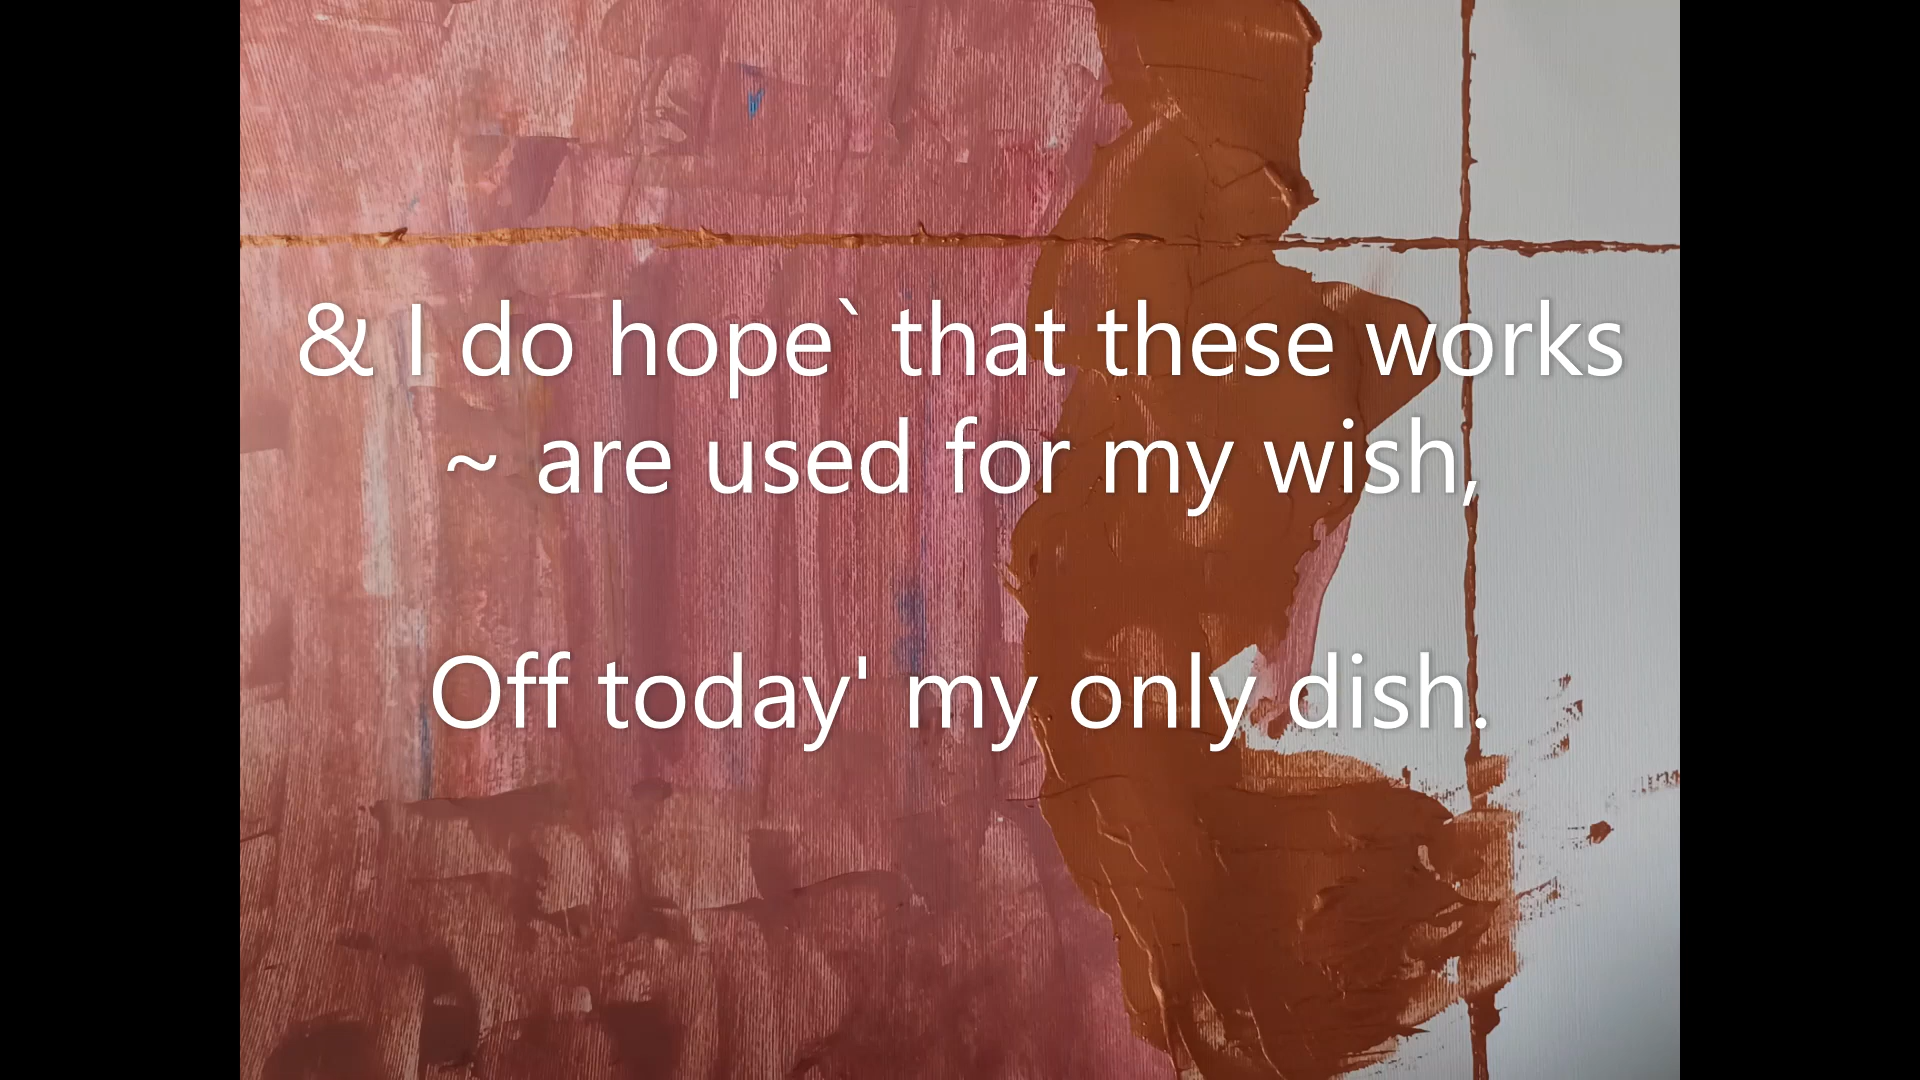 & I do hope` that these works
~ are used for my wish,
Off today' my only dish.